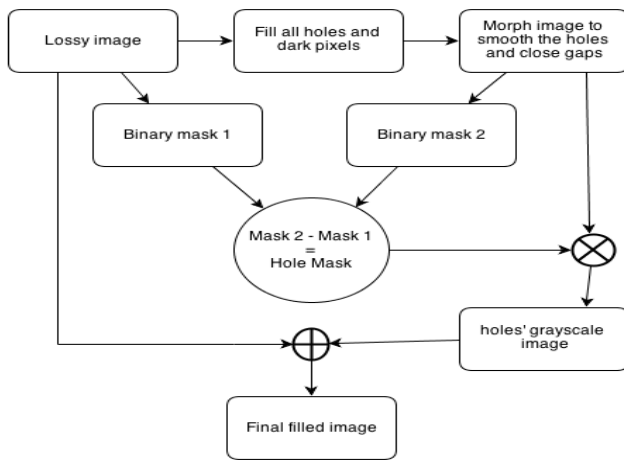 Lossy image
Fill all holes and
dark pixels
Morph image to
smooth the holes
and close gaps
Binary mask 1
Binary mask 2
Mask 2 - Mask 1
=
Hole Mask
holes' grayscale
image
Final filled image